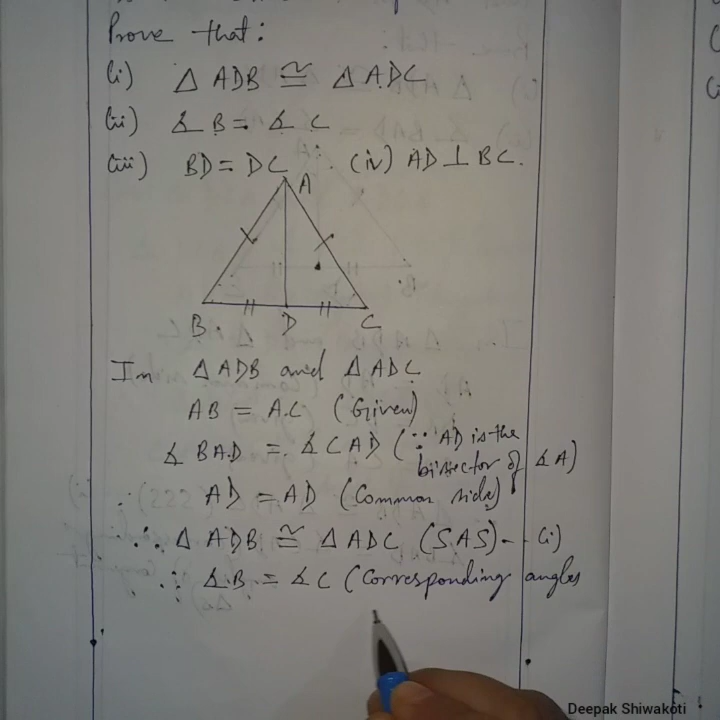 Prove that:
(i) △ ADB ≅ △ ADC
(ii) ∡ B = ∡ C
(iii) BD = DC (iv) AD ⊥ BC.
A
B D C
In △ ADB and △ ADC
AB = AC (Given)
∡ BAD = ∡ CAD (∵ AD is the
bisector of ∡A)
AD = AD (Common side)
∴ △ ADB ≅ △ ADC (SAS) - (i)
∴ ∡B = ∡C (Corresponding angles
Deepak Shiwakoti